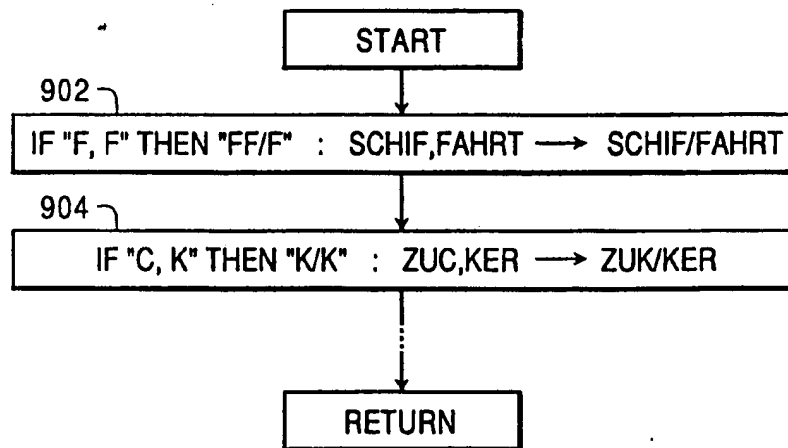 START
902
IF "F, F" THEN "FF/F" : SCHIF,FAHRT → SCHIF/FAHRT
904
IF "C, K" THEN "K/K" : ZUC,KER → ZUK/KER
RETURN